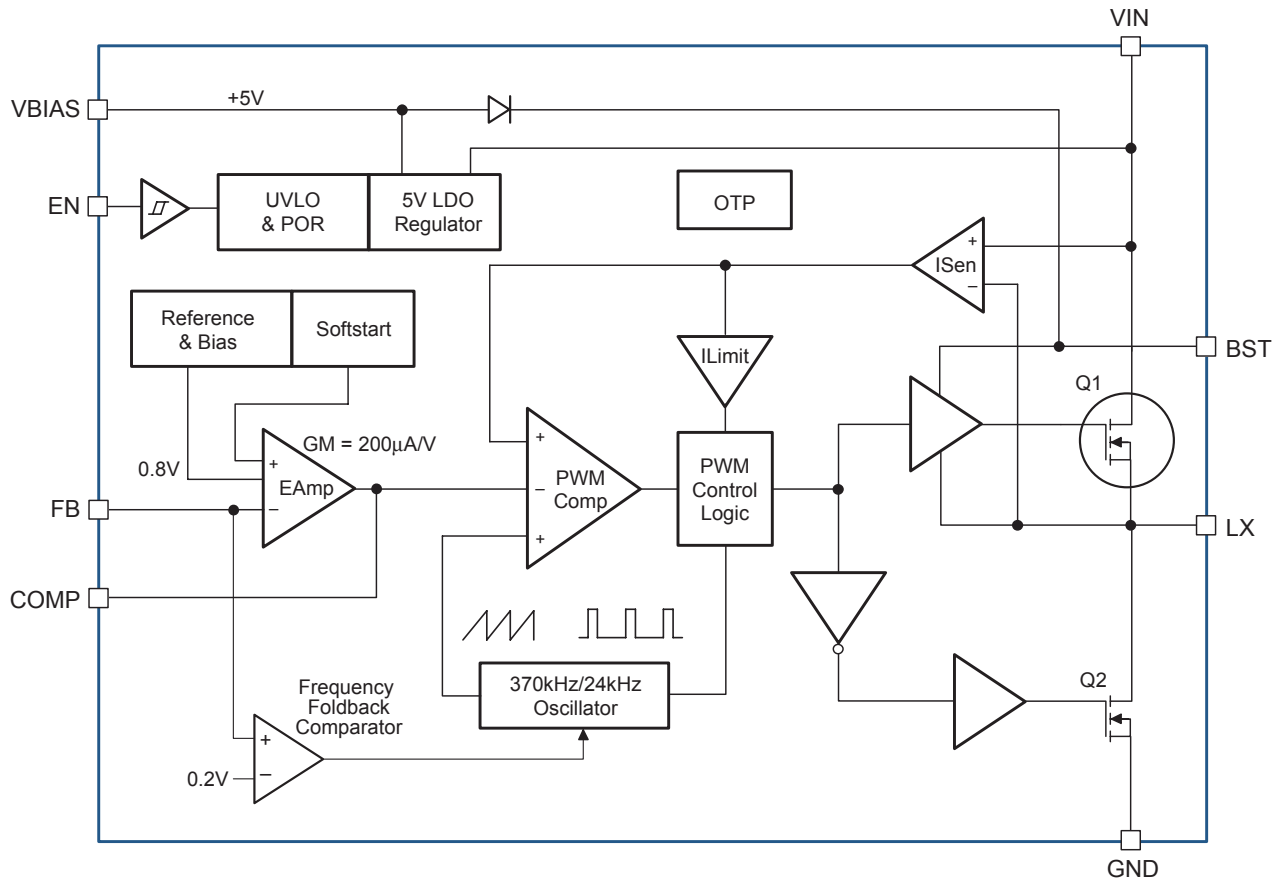 VIN
VBIAS
+5V
EN
UVLO
& POR
5V LDO
Regulator
OTP
+
ISen
−
Reference
& Bias
Softstart
ILimit
BST
Q1
GM = 200μA/V
0.8V
+
EAmp
−
FB
+
PWM
Comp
−
+
PWM
Control
Logic
LX
COMP
370kHz/24kHz
Oscillator
Frequency
Foldback
Comparator
+
−
0.2V
Q2
GND